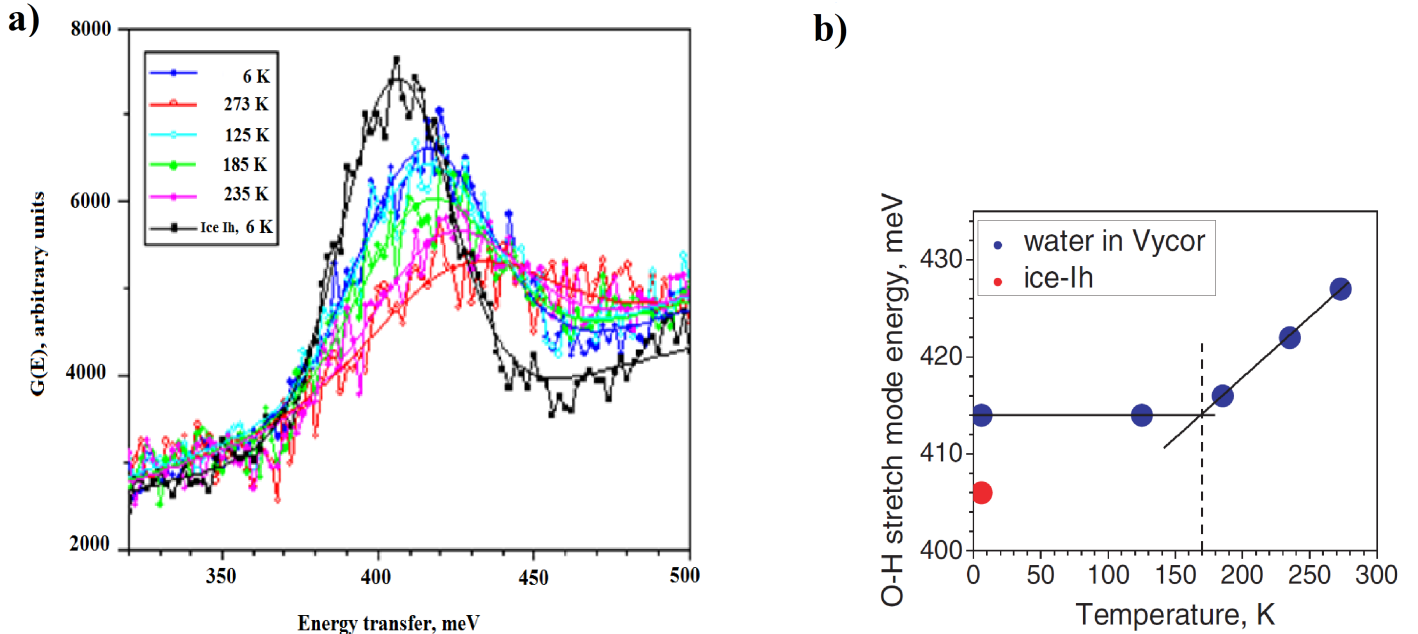 a)
8000
6000
4000
2000
G(E), arbitrary units
6 K
273 K
125 K
185 K
235 K
Ice Ih, 6 K
350
400
450
500
Energy transfer, meV
b)
O-H stretch mode energy, meV
430
420
410
400
water in Vycor
ice-Ih
0
50
100
150
200
250
300
Temperature, K